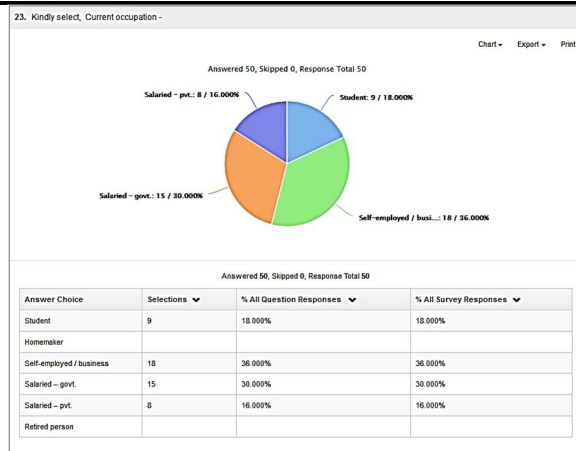 23. Kindly select, Current occupation -
Chart Export Print
Answered 50, Skipped 0, Response Total 50
Salaried – pvt.: 8 / 16.000%
Student: 9 / 18.000%
Salaried – govt.: 15 / 30.000%
Self-employed / busi...: 18 / 36.000%
Answered 50, Skipped 0, Response Total 50
Answer Choice Selections % All Question Responses % All Survey Responses
Student 9 18.000% 18.000%
Homemaker
Self-employed / business 18 36.000% 36.000%
Salaried – govt. 15 30.000% 30.000%
Salaried – pvt. 8 16.000% 16.000%
Retired person